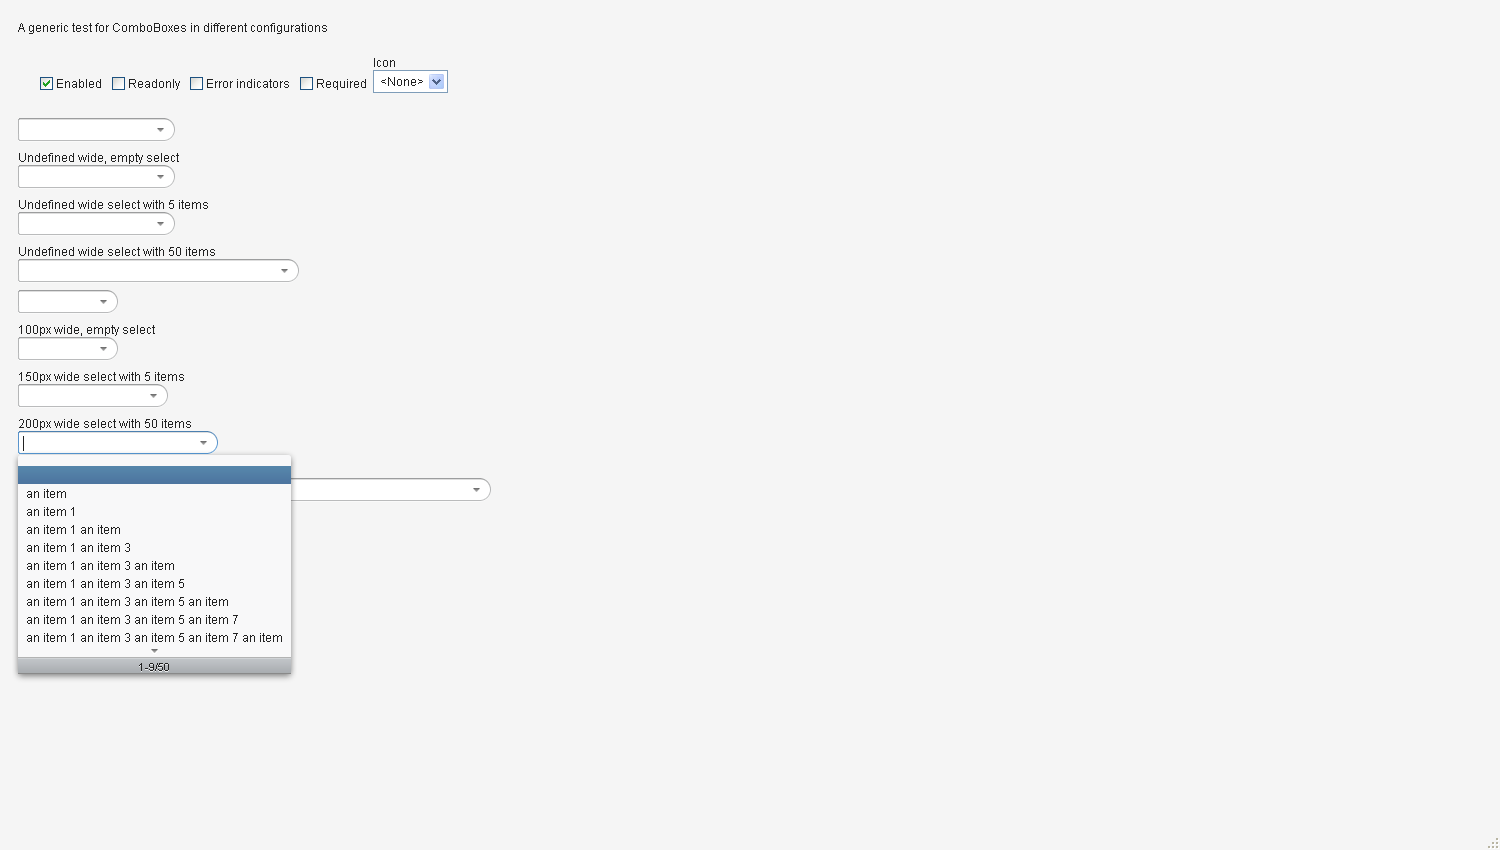 A generic test for ComboBoxes in different configurations
Icon
Enabled Readonly Error indicators Required <None>
Undefined wide, empty select
Undefined wide select with 5 items
Undefined wide select with 50 items
100px wide, empty select
150px wide select with 5 items
200px wide select with 50 items
an item
an item 1
an item 1 an item
an item 1 an item 3
an item 1 an item 3 an item
an item 1 an item 3 an item 5
an item 1 an item 3 an item 5 an item
an item 1 an item 3 an item 5 an item 7
an item 1 an item 3 an item 5 an item 7 an item
1-9/50